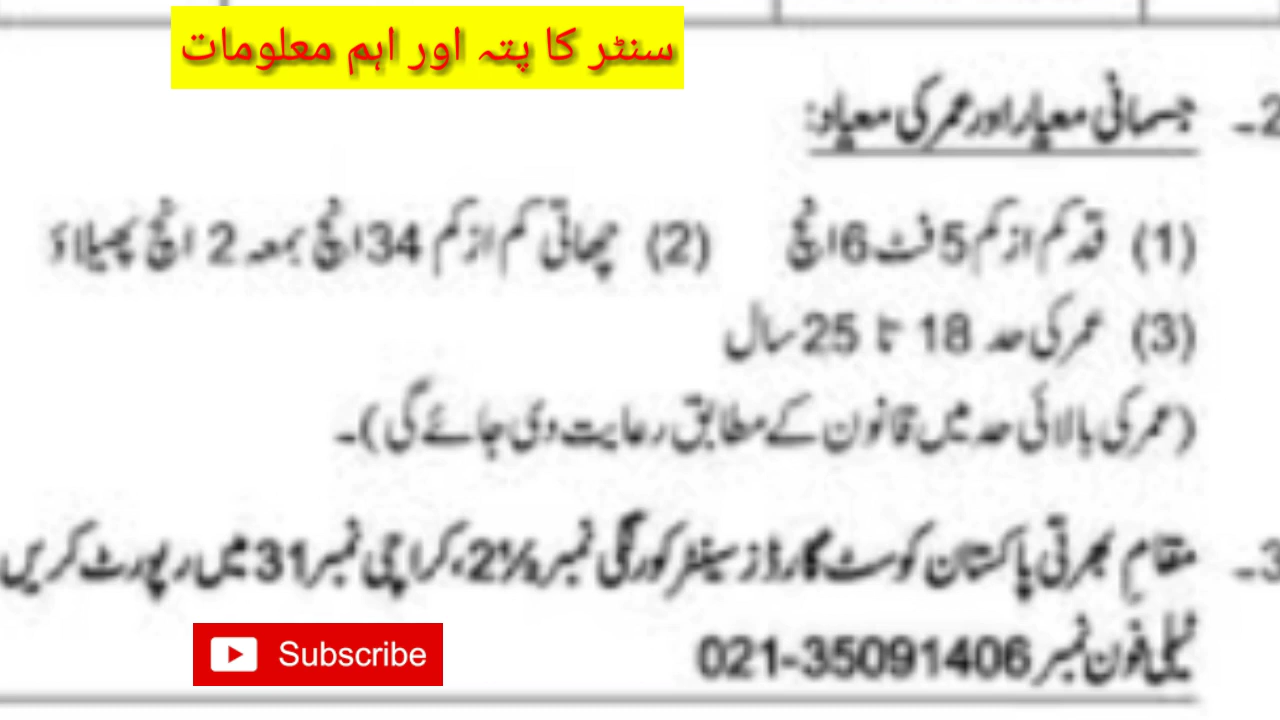 سنٹر کا پتہ اور اہم معلومات
2۔ جسمانی معیار اور عمر کی معیاد:
(1) قد کم از کم 5 فٹ 6 انچ (2) چھاتی کم از کم 34 انچ بمعہ 2 انچ پھیلاؤ
(3) عمر کی حد 18 تا 25 سال
(عمر کی بالائی حد میں قانون کے مطابق رعایت دی جائے گی)۔
3۔ مقام بھرتی پاکستان کوسٹ گارڈز سینٹر کورنگی نمبر 2½، کراچی نمبر 31 میں رپورٹ کریں
ٹیلی فون نمبر 021-35091406
Subscribe